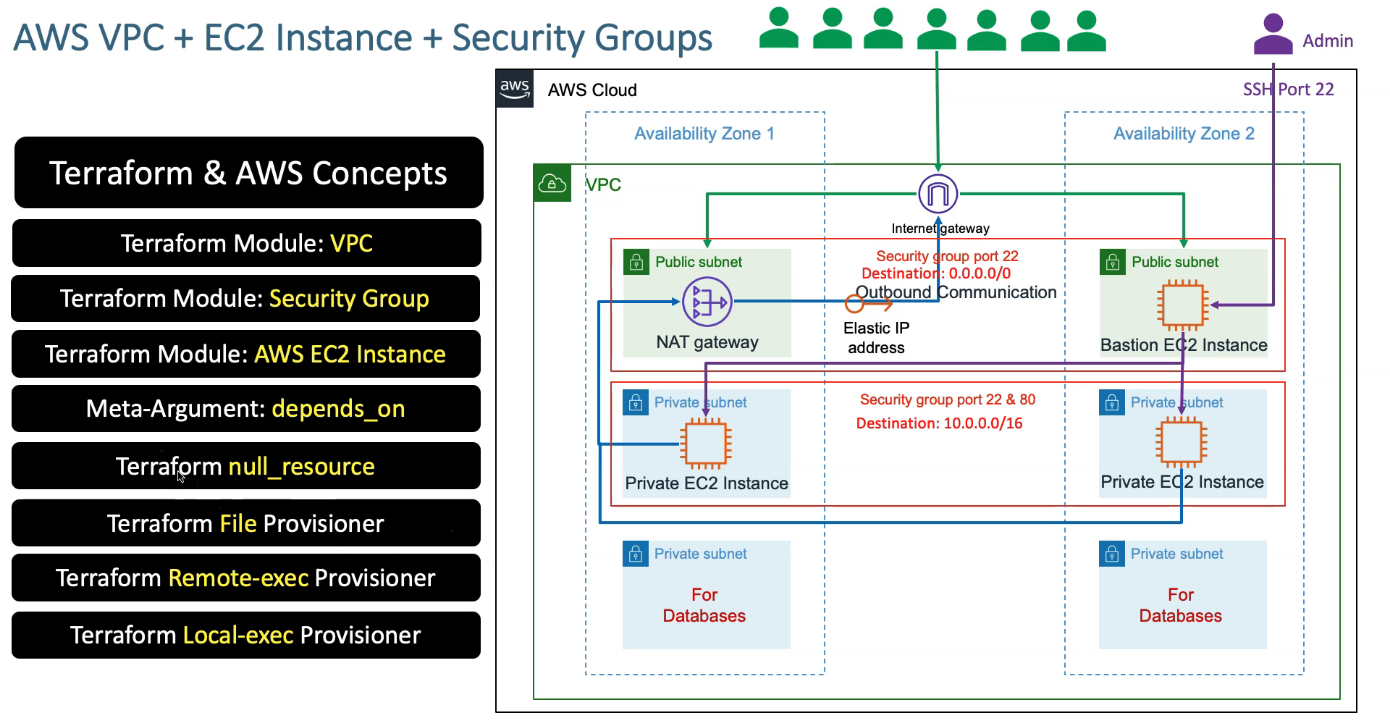 AWS VPC + EC2 Instance + Security Groups
Admin
aws
AWS Cloud
SSH Port 22
Terraform & AWS Concepts
Terraform Module: VPC
Terraform Module: Security Group
Terraform Module: AWS EC2 Instance
Meta-Argument: depends_on
Terraform null_resource
Terraform File Provisioner
Terraform Remote-exec Provisioner
Terraform Local-exec Provisioner
Availability Zone 1
Availability Zone 2
VPC
Internet gateway
Public subnet
NAT gateway
Security group port 22
Destination: 0.0.0.0/0
Outbound Communication
Elastic IP
address
Public subnet
Bastion EC2 Instance
Private subnet
Private EC2 Instance
Security group port 22 & 80
Destination: 10.0.0.0/16
Private subnet
Private EC2 Instance
Private subnet
For
Databases
Private subnet
For
Databases